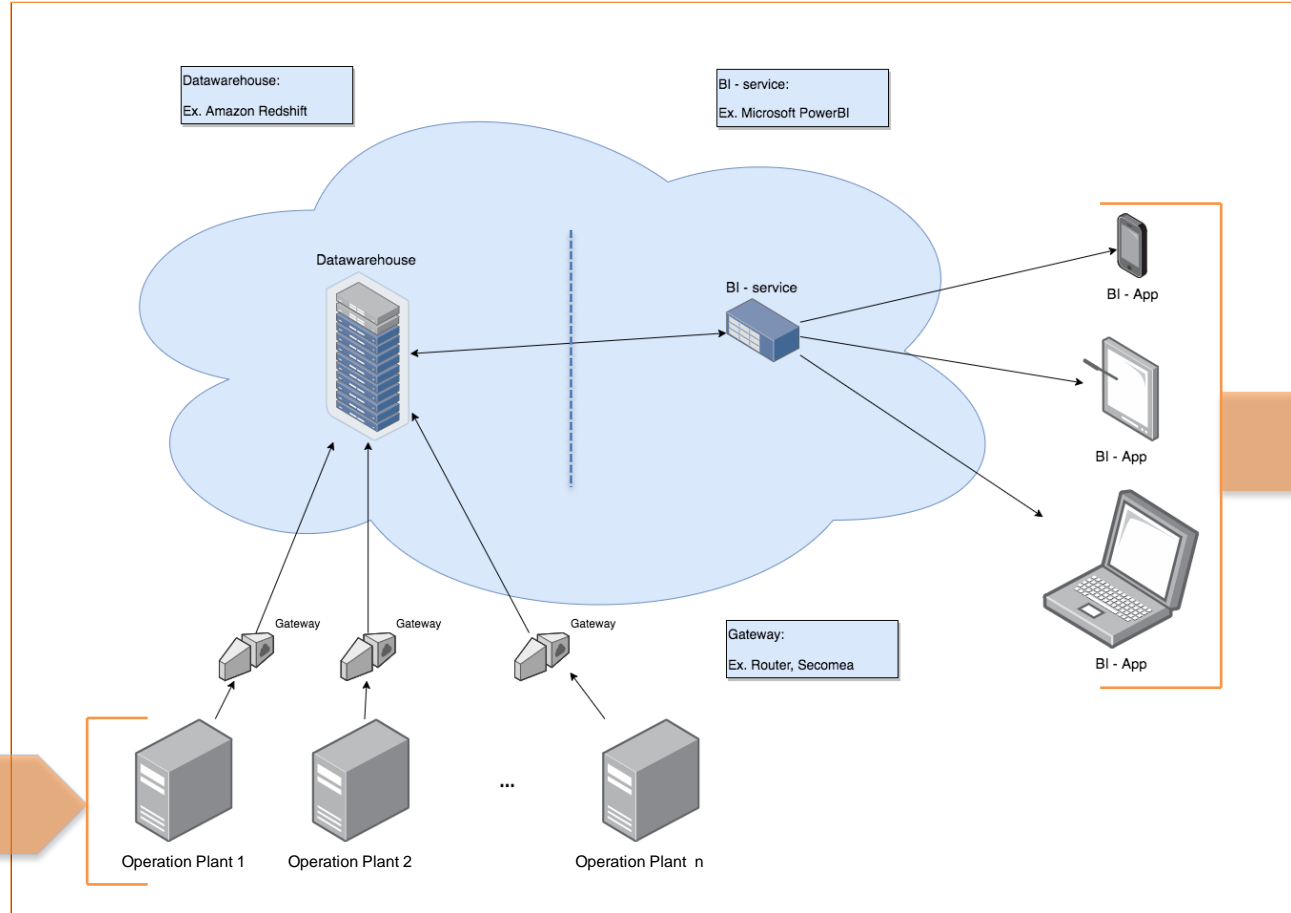 Datawarehouse:
Ex. Amazon Redshift
BI - service:
Ex. Microsoft PowerBI
Datawarehouse
BI - service
BI - App
BI - App
BI - App
Gateway
Gateway
Gateway
Gateway:
Ex. Router, Secomea
...
Operation Plant 1
Operation Plant 2
Operation Plant  n